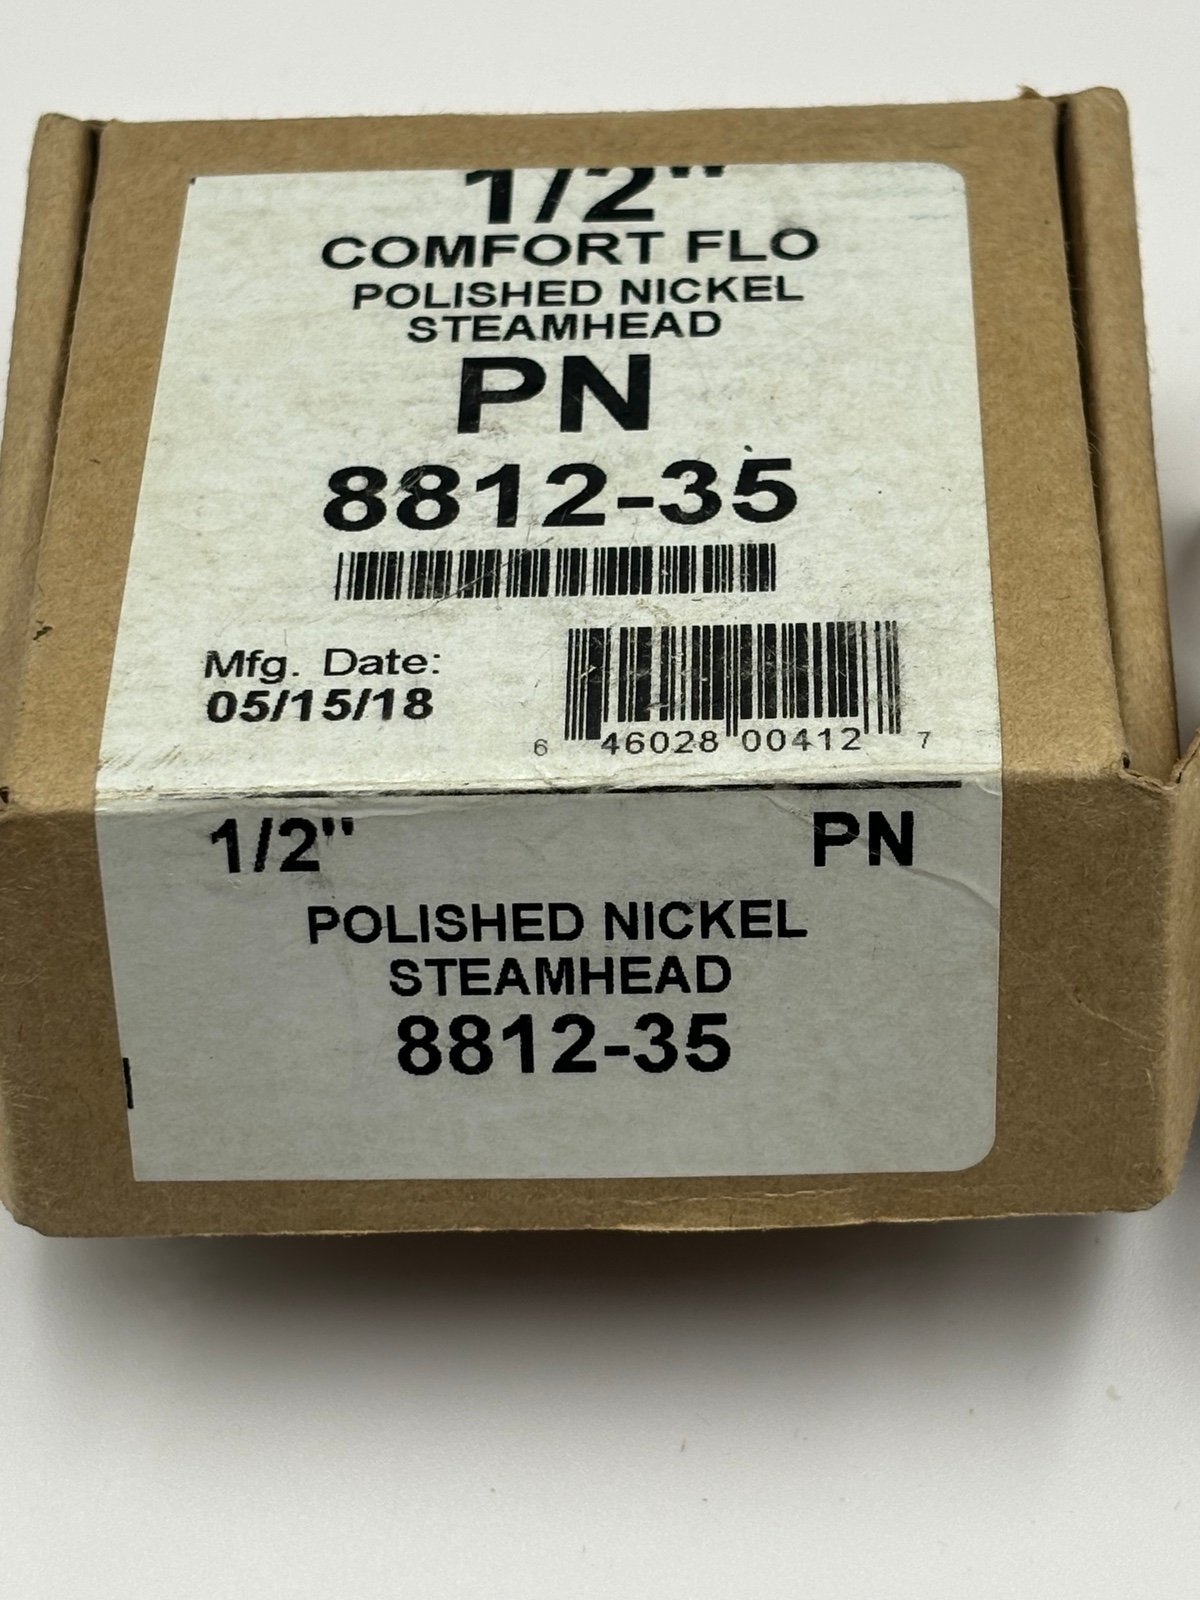 1/2"
COMFORT FLO
POLISHED NICKEL
STEAMHEAD
PN
8812-35
Mfg. Date:
05/15/18
6 46028 00412 7
1/2" PN
POLISHED NICKEL
STEAMHEAD
8812-35